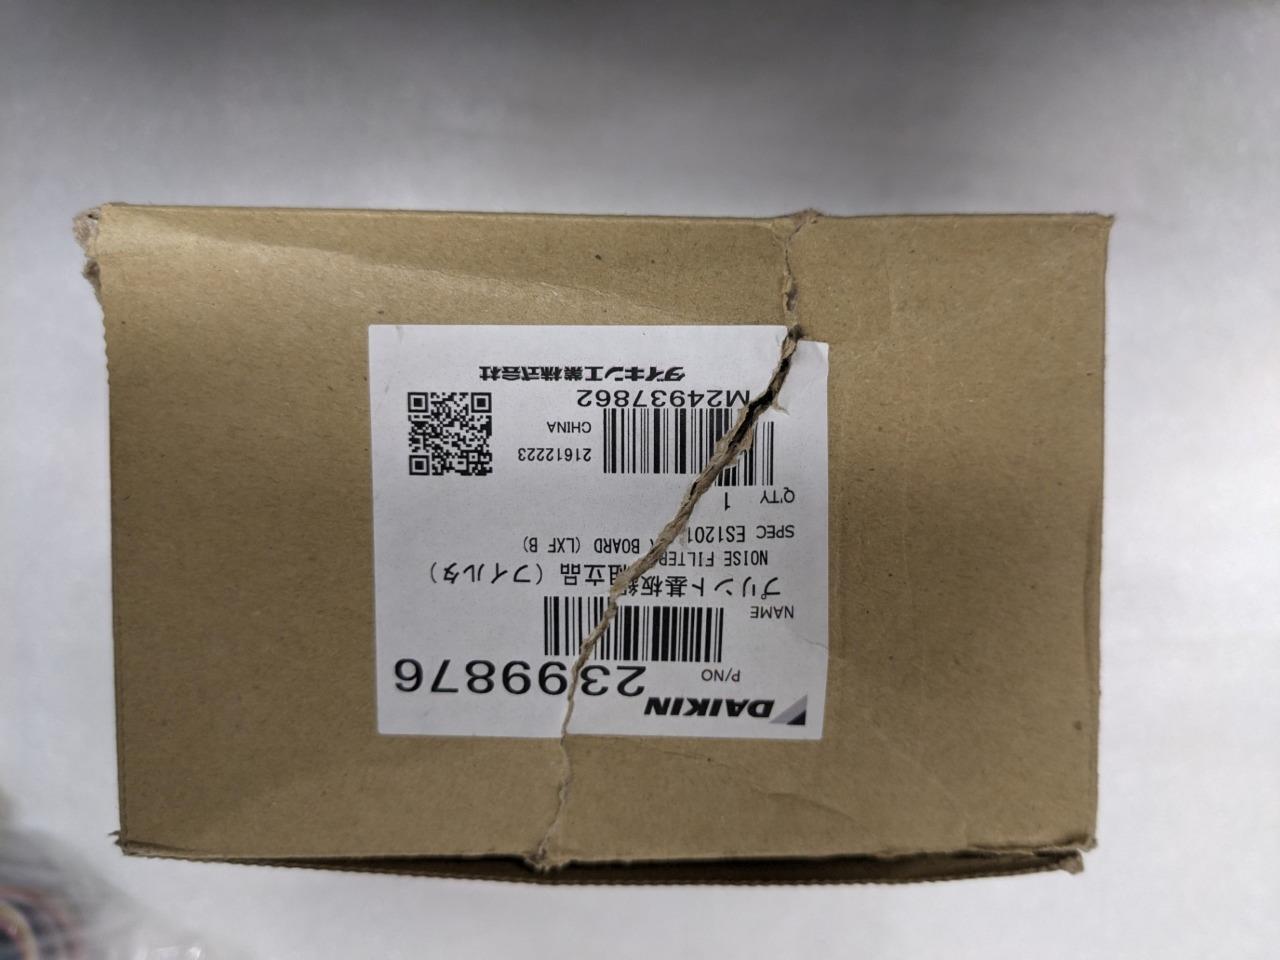 DAIKIN
P/NO 2399876
NAME
プリント基板組立品 (フィルタ)
NOISE FILTER BOARD (LXF B)
SPEC ES1201
Q'TY 1
21612223
CHINA
M24937862
ダイキン工業株式会社